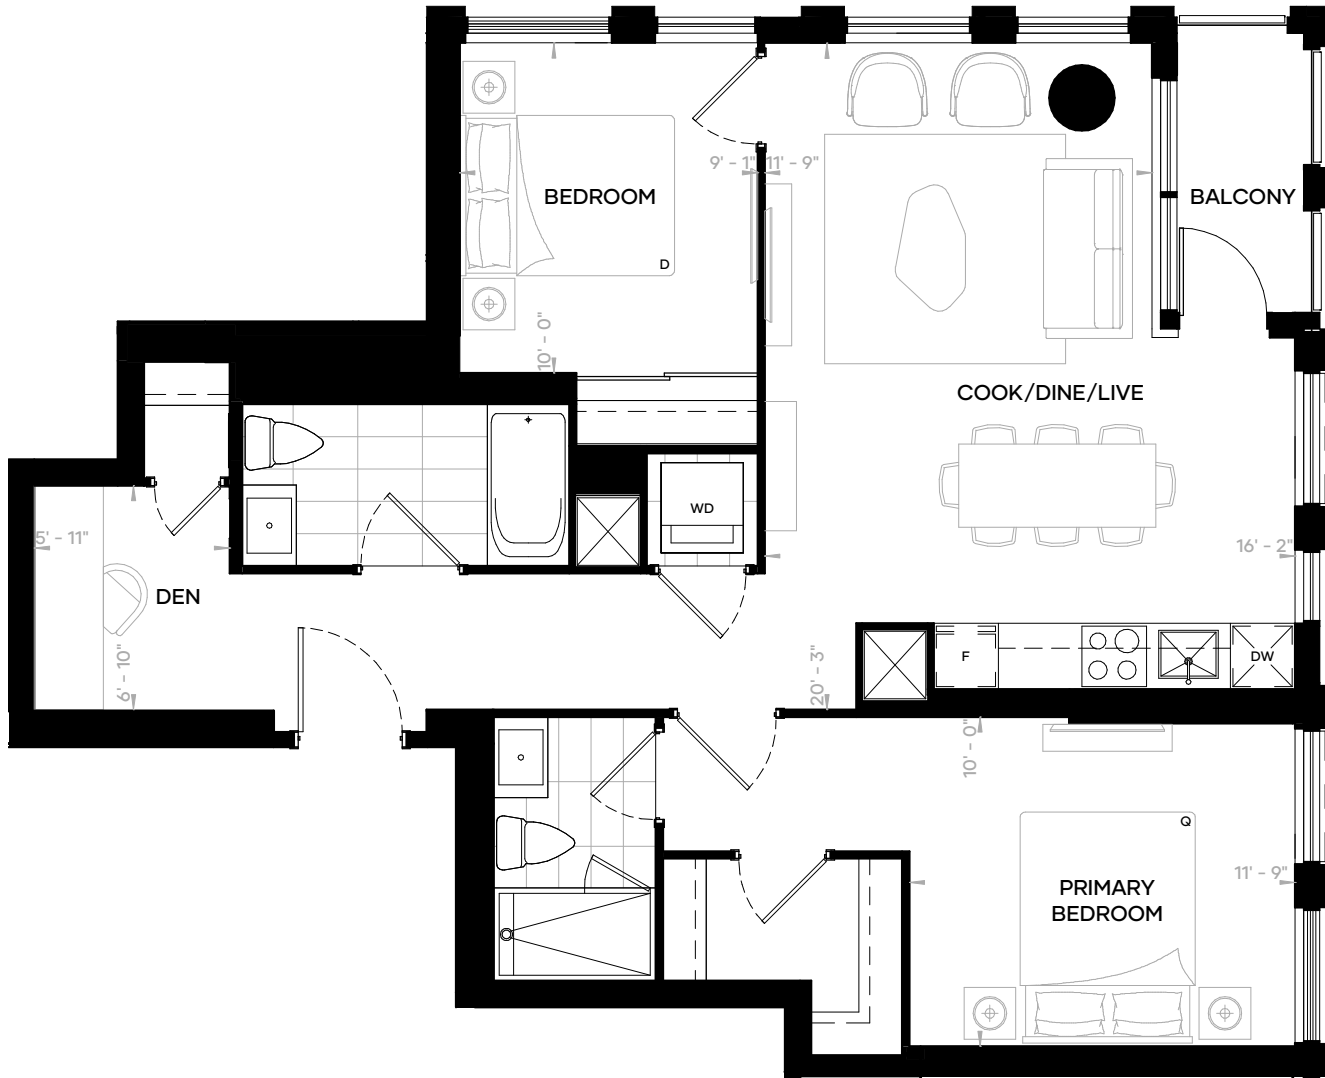 9' - 1"
11' - 9"
BEDROOM
BALCONY
D
10' - 0"
COOK/DINE/LIVE
WD
5' - 11"
16' - 2"
DEN
6' - 10"
20' - 3"
F
DW
10' - 0"
Q
11' - 9"
PRIMARY
BEDROOM